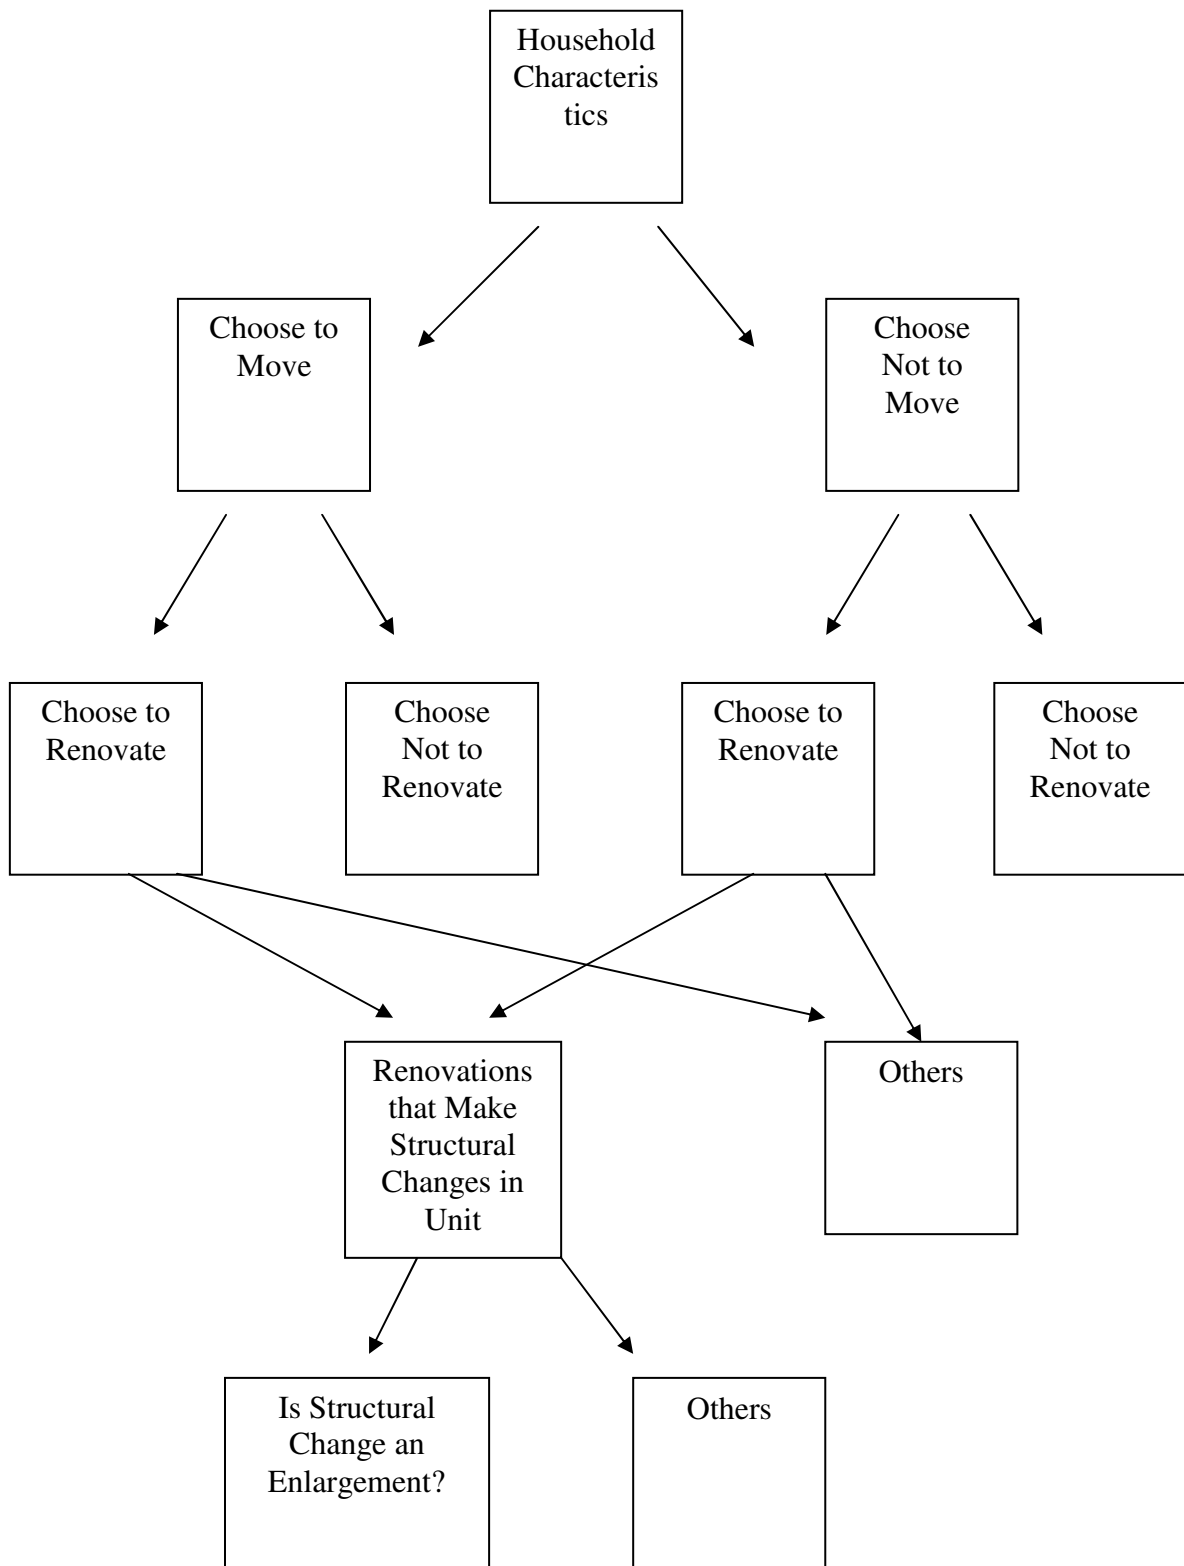 Household
Characteris
tics
Choose to
Move
Choose
Not to
Move
Choose to
Renovate
Choose
Not to
Renovate
Choose to
Renovate
Choose
Not to
Renovate
Renovations
that Make
Structural
Changes in
Unit
Others
Is Structural
Change an
Enlargement?
Others